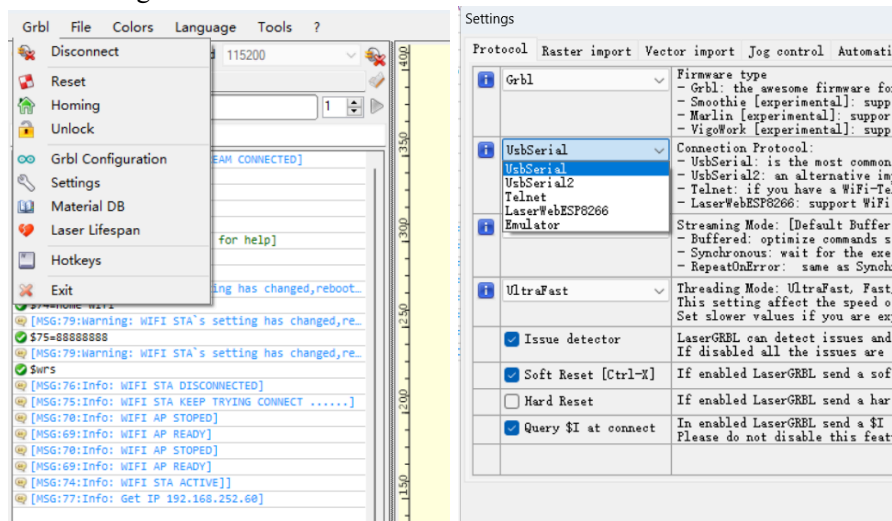 Grbl File Colors Language Tools ?
115200
Disconnect
Reset
Homing
1
Unlock
Grbl Configuration
EAM CONNECTED]
Settings
Material DB
Laser Lifespan
for help]
Hotkeys
Exit
ing has changed,reboot...
[MSG:79:Warning: WIFI STA`s setting has changed,re...
$75=88888888
[MSG:79:Warning: WIFI STA`s setting has changed,re...
$wrs
[MSG:76:Info: WIFI STA DISCONNECTED]
[MSG:75:Info: WIFI STA KEEP TRYING CONNECT ......]
[MSG:70:Info: WIFI AP STOPED]
[MSG:69:Info: WIFI AP READY]
[MSG:70:Info: WIFI AP STOPED]
[MSG:69:Info: WIFI AP READY]
[MSG:74:Info: WIFI STA ACTIVE]]
[MSG:77:Info: Get IP 192.168.252.60]
400
350
300
250
200
150
Settings
Protocol Raster import Vector import Jog control Automati
Grbl
Firmware type
- Grbl: the awesome firmware fo
- Smoothie [experimental]: supp
- Marlin [experimental]: suppor
- VigoWork [experimental]: supp
UsbSerial
UsbSerial
UsbSerial2
Telnet
LaserWebESP8266
Emulator
Connection Protocol:
- UsbSerial: is the most common
- UsbSerial2: an alternative im
- Telnet: if you have a WiFi-Te
- LaserWebESP8266: support WiFi
Streaming Mode: [Default Buffer
- Buffered: optimize commands s
- Synchronous: wait for the exe
- RepeatOnError: same as Synch
UltraFast
Threading Mode: UltraFast, Fast,
This setting affect the speed o
Set slower values if you are ex
Issue detector
LaserGRBL can detect issues and
If disabled all the issues are
Soft Reset [Ctrl-X]
If enabled LaserGRBL send a sof
Hard Reset
If enabled LaserGRBL send a har
Query $I at connect
In enabled LaserGRBL send a $I
Please do not disable this feat